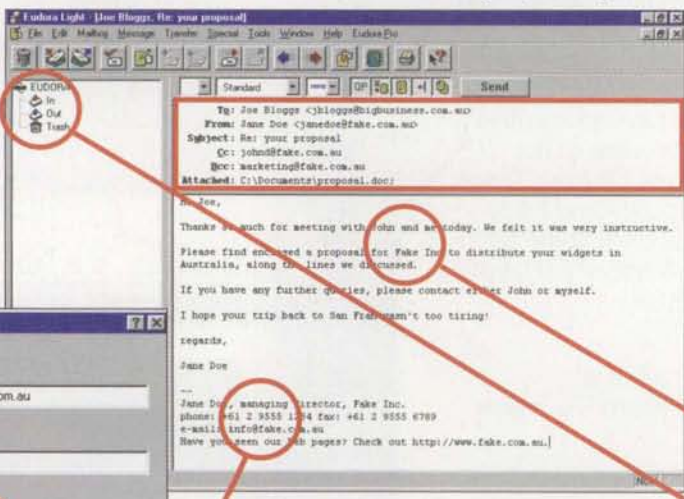 Eudora Light - [Joe Bloggs, Re: your proposal]
File Edit Mailbox Message Transfer Special Tools Window Help Eudora Pro
Standard QP Send
EUDORA
In
Out
Trash
To: Joe Bloggs <jbloggs@bigbusiness.com.au>
From: Jane Doe <janedoe@fake.com.au>
Subject: Re: your proposal
Cc: johnd@fake.com.au
Bcc: marketing@fake.com.au
Attached: C:\Documents\proposal.doc;
Hi Joe,
Thanks so much for meeting with John and me today. We felt it was very instructive.
Please find enclosed a proposal for Fake Inc to distribute your widgets in
Australia, along the lines we discussed.
If you have any further queries, please contact either John or myself.
I hope your trip back to San Fran wasn't too tiring!
regards,
Jane Doe
--
Jane Doe, managing director, Fake Inc.
phone: +61 2 9555 1234 fax: +61 2 9555 6789
e-mail: info@fake.com.au
Have you seen our web pages? Check out http://www.fake.com.au.
om.au